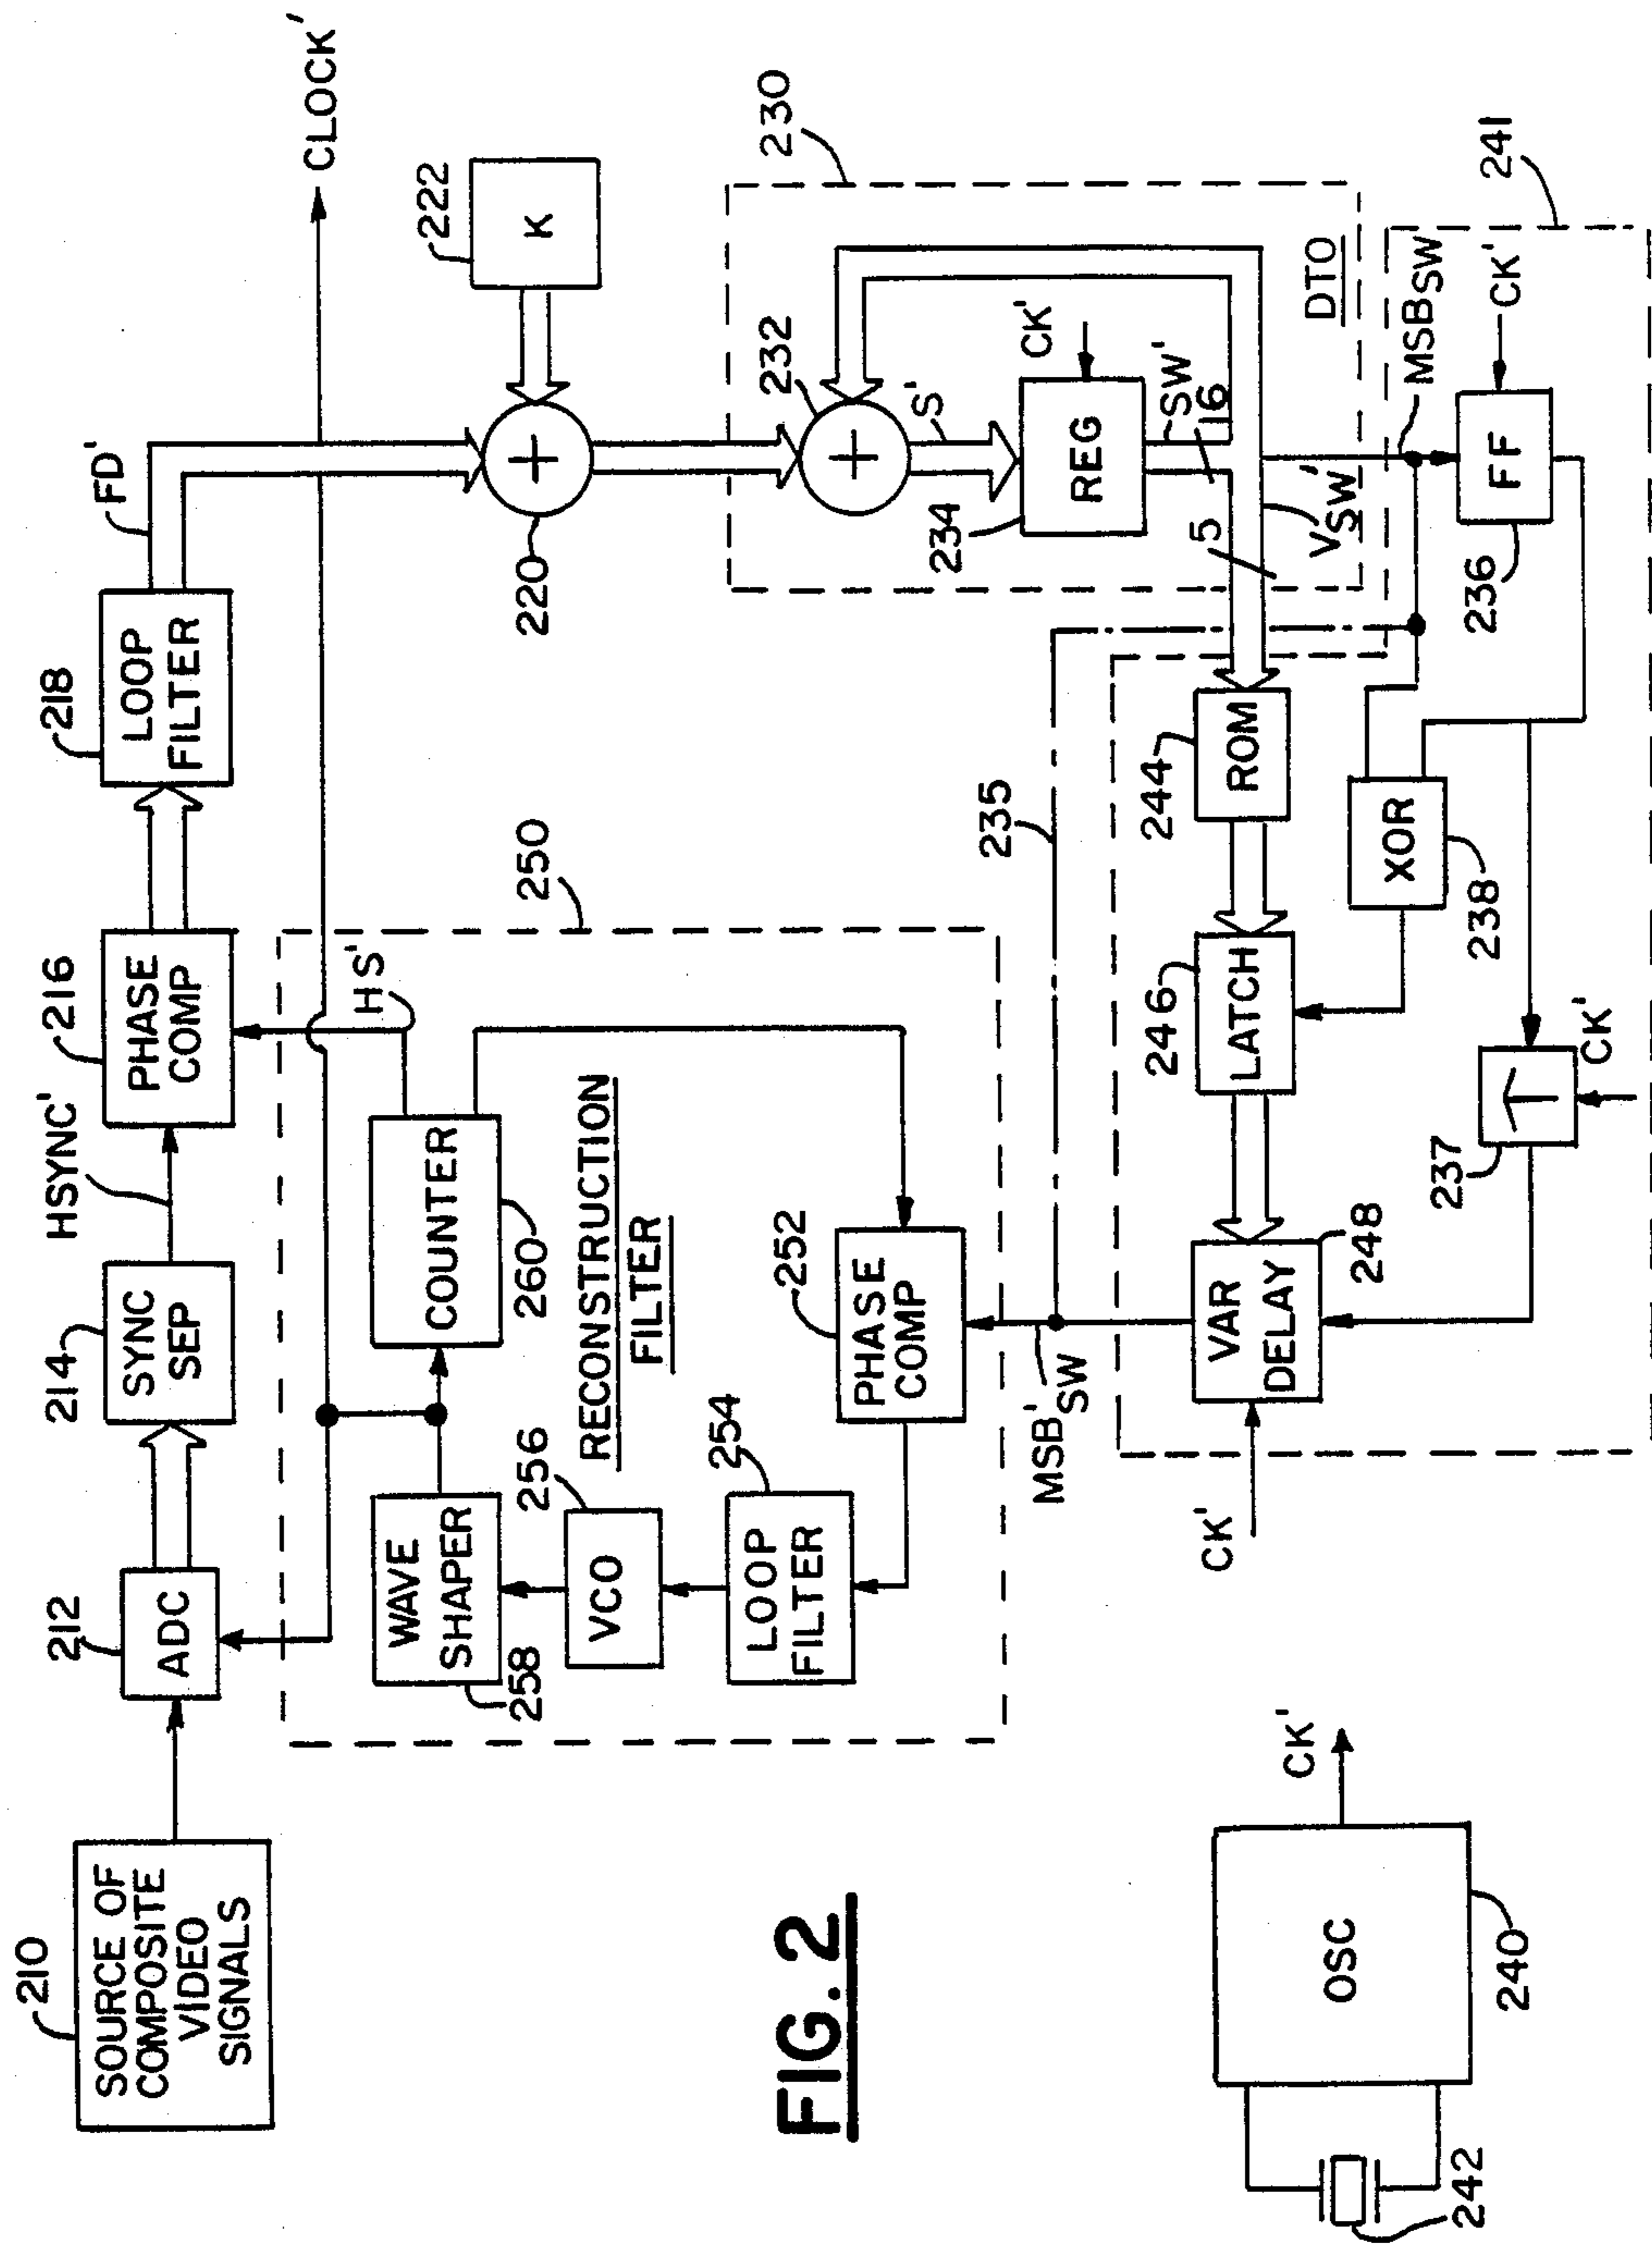 210
SOURCE OF
COMPOSITE
VIDEO
SIGNALS
212
ADC
214
SYNC
SEP
HSYNC'
216
PHASE
COMP
218
LOOP
FILTER
FD'
CLOCK'
220
+
222
K
230
232
+
S'
234
REG
CK'
SW'
16
5
VSW'
DTO
MSBSW
CK'
241
FF
236
235
244
ROM
246
LATCH
XOR
238
237
CK'
248
VAR
DELAY
CK'
MSB'SW
250
HS'
COUNTER
260
RECONSTRUCTION
FILTER
252
PHASE
COMP
254
LOOP
FILTER
256
VCO
WAVE
SHAPER
258
FIG. 2
OSC
CK'
240
242